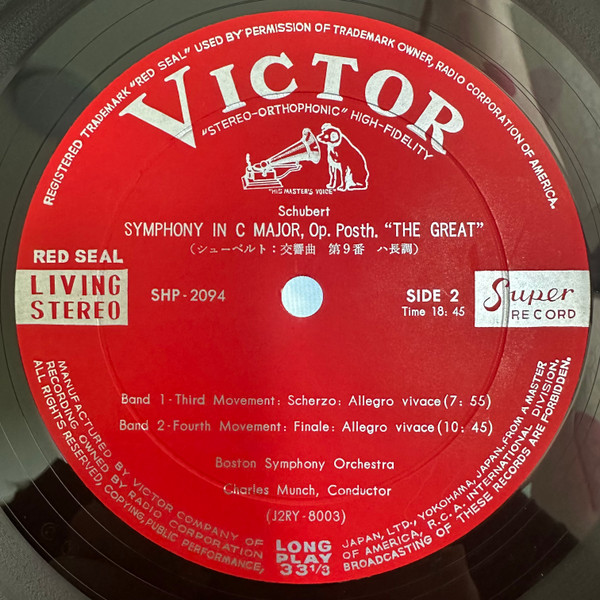 REGISTERED TRADEMARK "RED SEAL" USED BY PERMISSION OF TRADEMARK OWNER, RADIO CORPORATION OF AMERICA.
VICTOR
"STEREO-ORTHOPHONIC" HIGH-FIDELITY
"HIS MASTER'S VOICE"
Schubert
SYMPHONY IN C MAJOR, Op. Posth. "THE GREAT"
(シューベルト:交響曲 第9番 ハ長調)
RED SEAL
LIVING STEREO
SHP-2094
SIDE 2
Time 18:45
Super RECORD
Band 1-Third Movement: Scherzo: Allegro vivace (7:55)
Band 2-Fourth Movement: Finale: Allegro vivace (10:45)
Boston Symphony Orchestra
Charles Munch, Conductor
(J2RY-8003)
MANUFACTURED BY VICTOR COMPANY OF JAPAN, LTD., YOKOHAMA, JAPAN. FROM A MASTER
RECORDING OWNED BY RADIO CORPORATION OF AMERICA, R.C.A. INTERNATIONAL DIVISION.
ALL RIGHTS RESERVED, COPYING, PUBLIC PERFORMANCE, BROADCASTING OF THESE RECORDS ARE FORBIDDEN.
LONG PLAY 33 1/3